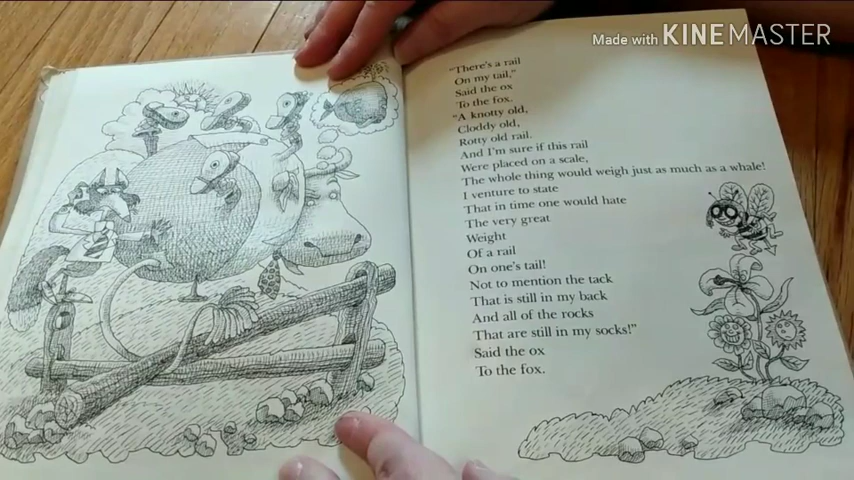 Made with KINEMASTER
"There's a rail
On my tail,"
Said the ox
To the fox.
"A knotty old,
Cloddy old,
Rotty old rail.
And I'm sure if this rail
Were placed on a scale,
The whole thing would weigh just as much as a whale!
I venture to state
That in time one would hate
The very great
Weight
Of a rail
On one's tail!
Not to mention the tack
That is still in my back
And all of the rocks
That are still in my socks!"
Said the ox
To the fox.